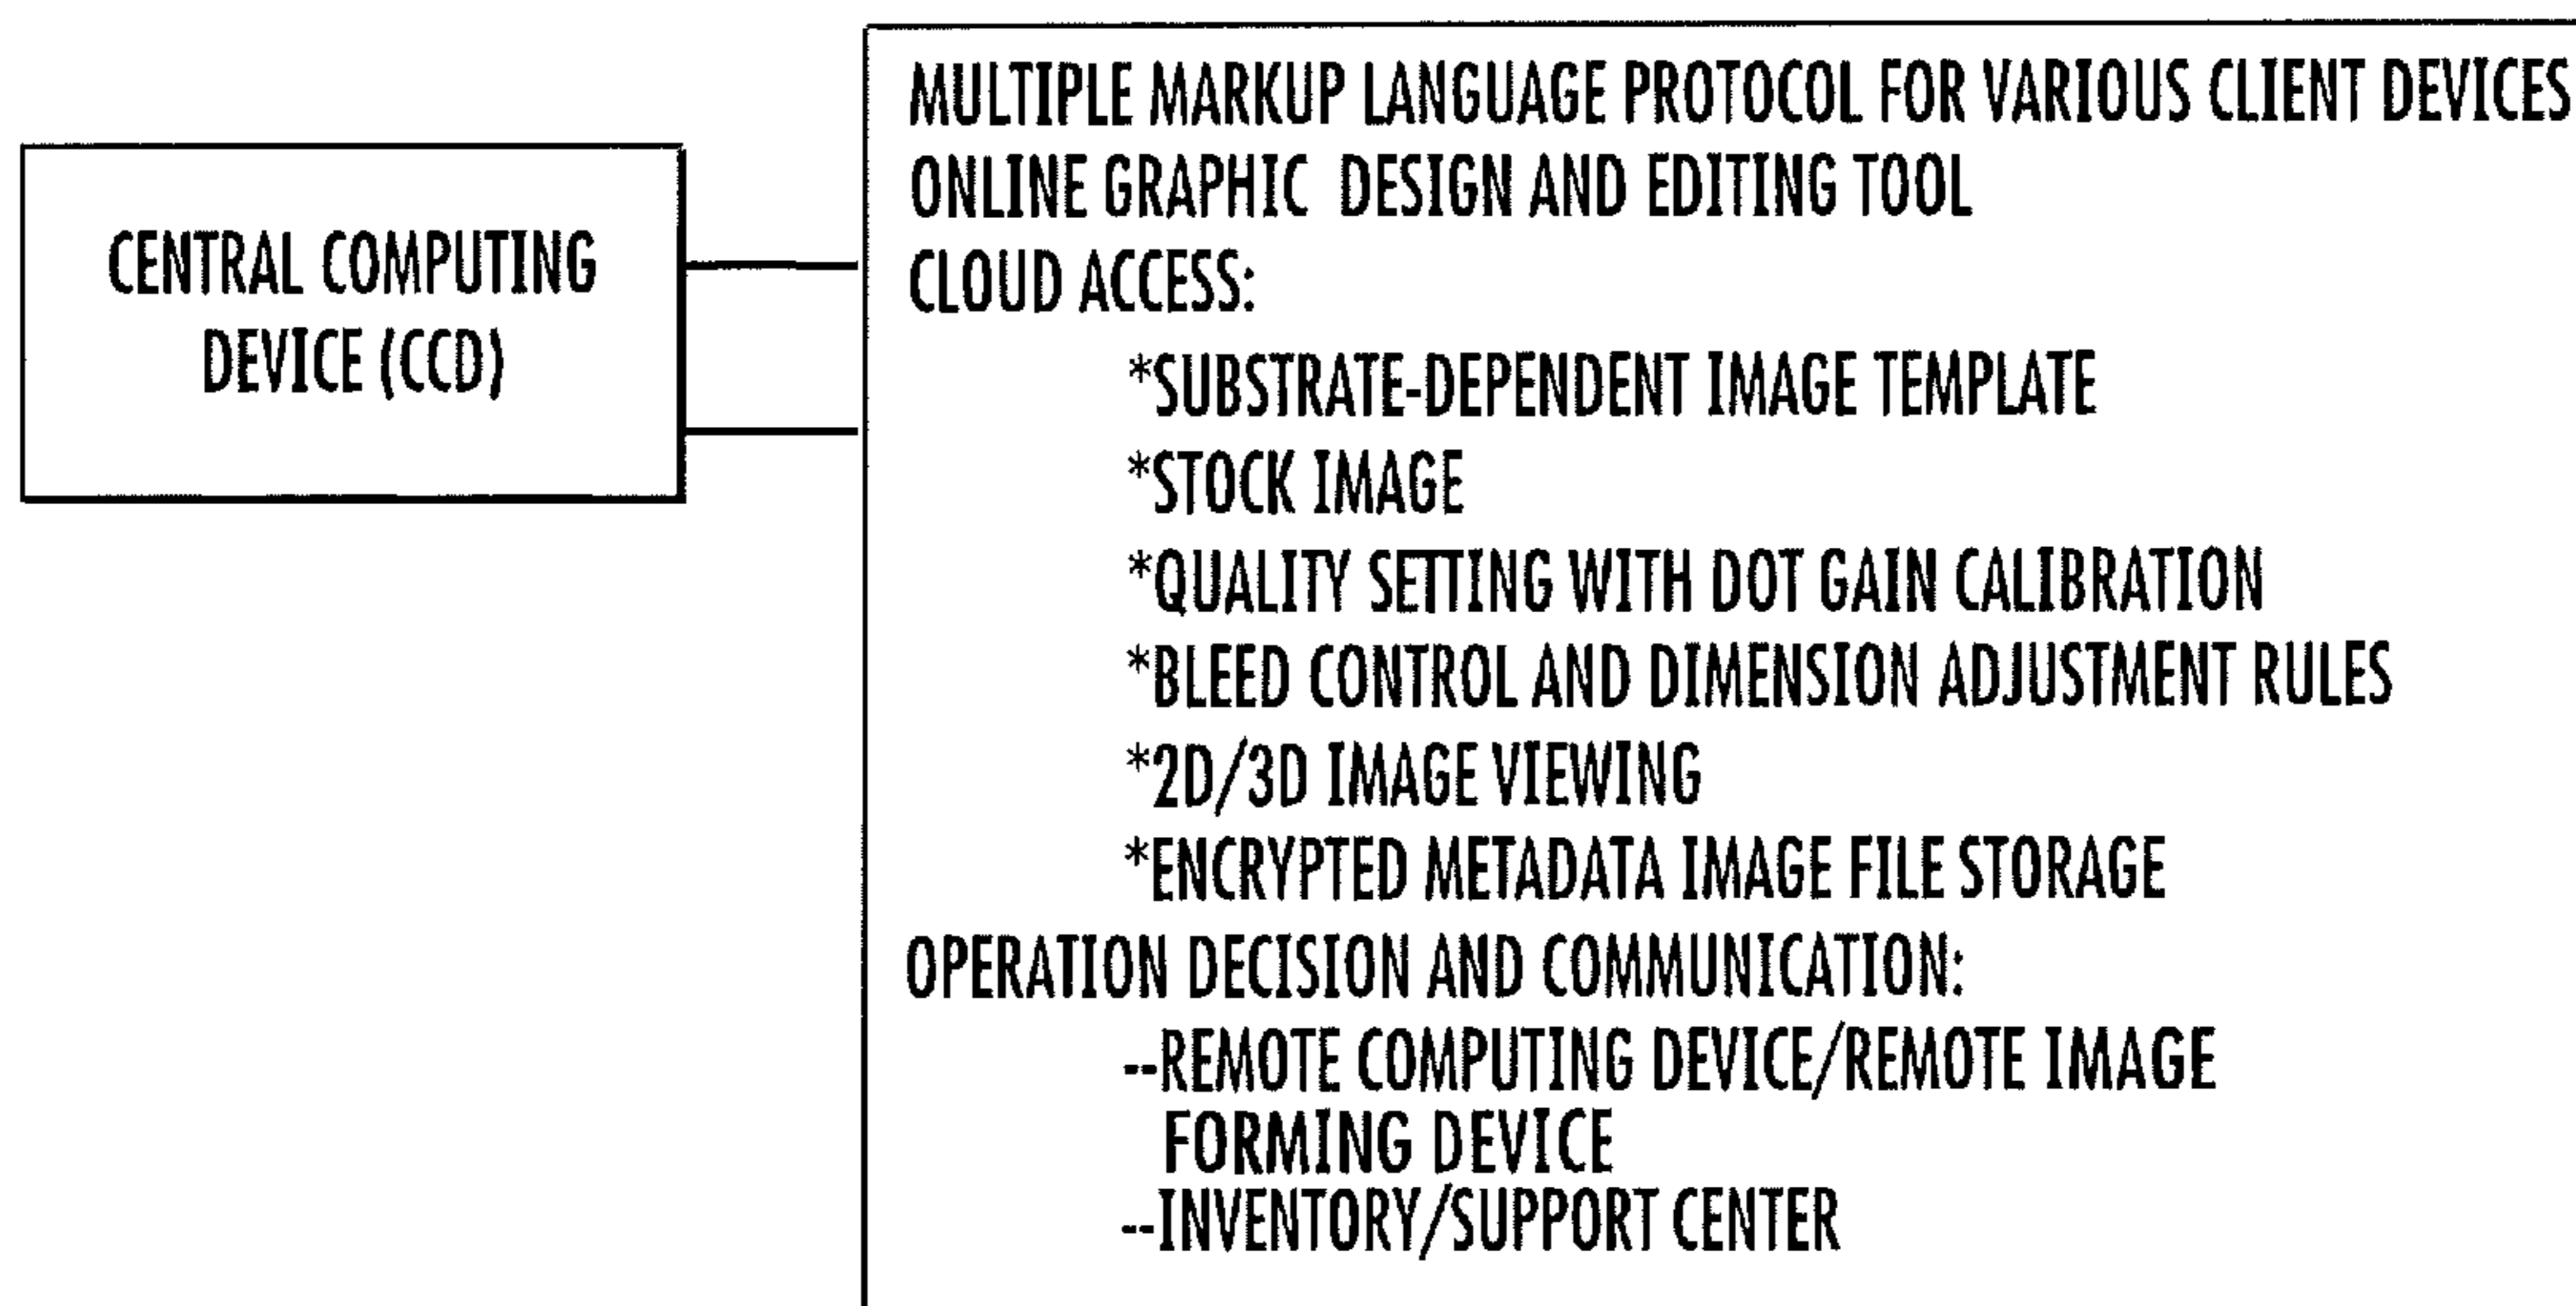 CENTRAL COMPUTING
DEVICE (CCD)
MULTIPLE MARKUP LANGUAGE PROTOCOL FOR VARIOUS CLIENT DEVICES
ONLINE GRAPHIC DESIGN AND EDITING TOOL
CLOUD ACCESS:
*SUBSTRATE-DEPENDENT IMAGE TEMPLATE
*STOCK IMAGE
*QUALITY SETTING WITH DOT GAIN CALIBRATION
*BLEED CONTROL AND DIMENSION ADJUSTMENT RULES
*2D/3D IMAGE VIEWING
*ENCRYPTED METADATA IMAGE FILE STORAGE
OPERATION DECISION AND COMMUNICATION:
--REMOTE COMPUTING DEVICE/REMOTE IMAGE
FORMING DEVICE
--INVENTORY/SUPPORT CENTER